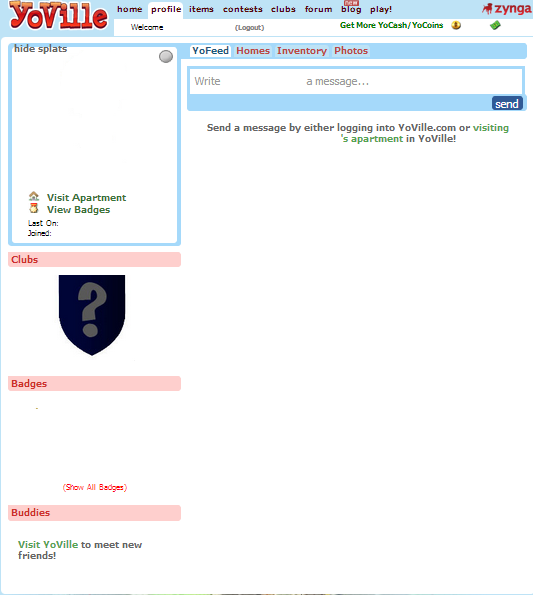 YoVille
home profile items contests clubs forum blog play!
new
zynga
Welcome (Logout) Get More YoCash/YoCoins
hide splats
YoFeed Homes Inventory Photos
Write a message...
send
Send a message by either logging into YoVille.com or visiting
's apartment in YoVille!
Visit Apartment
View Badges
Last On:
Joined:
Clubs
?
Badges
(Show All Badges)
Buddies
Visit YoVille to meet new
friends!